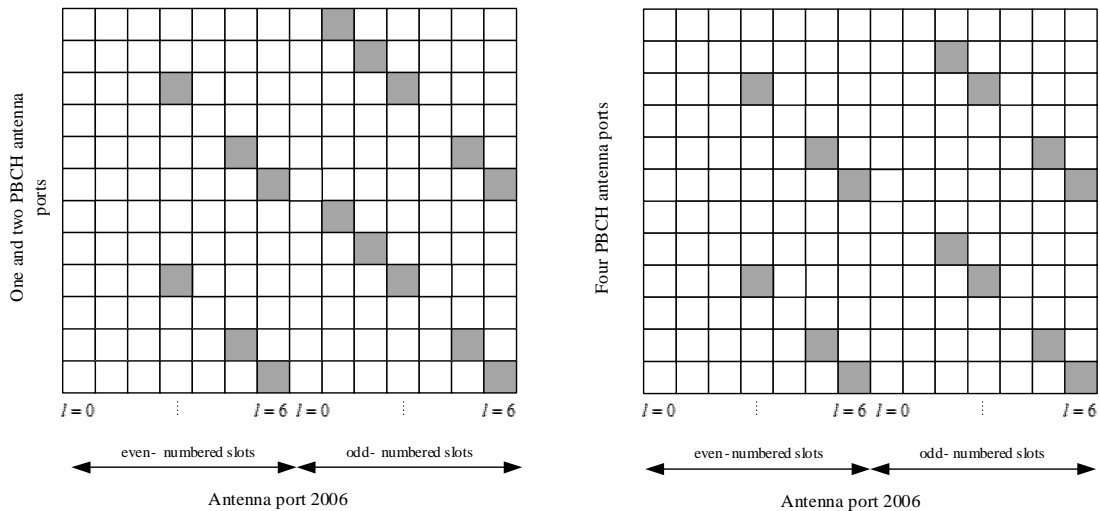 One and two PBCH antenna
ports
l = 0
⋮
l = 6
l = 0
⋮
l = 6
even- numbered slots
odd- numbered slots
Antenna port 2006
Four PBCH antenna ports
l = 0
⋮
l = 6
l = 0
⋮
l = 6
even-numbered slots
odd- numbered slots
Antenna port 2006